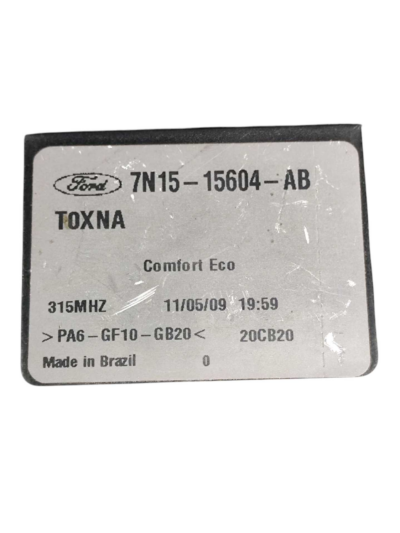 Ford 7N15-15604-AB
TOXNA
Comfort Eco
315MHZ 11/05/09 19:59
>PA6-GF10-GB20< 20CB20
Made in Brazil 0